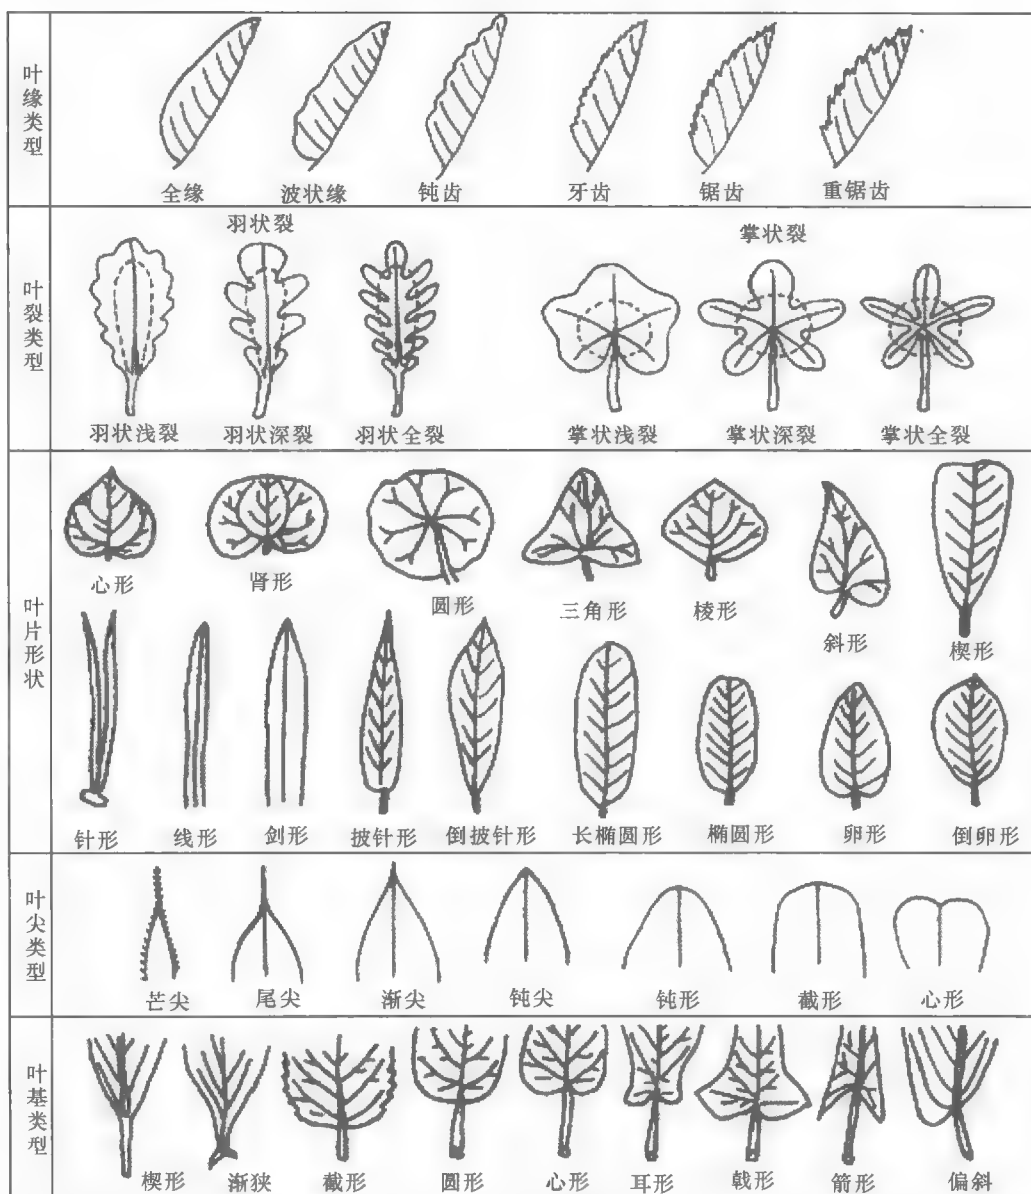 叶缘类型
全缘 波状缘 钝齿 牙齿 锯齿 重锯齿
叶裂类型
羽状裂 掌状裂
羽状浅裂 羽状深裂 羽状全裂 掌状浅裂 掌状深裂 掌状全裂
叶片形状
心形 肾形 圆形 三角形 棱形 斜形 楔形
针形 线形 剑形 披针形 倒披针形 长椭圆形 椭圆形 卵形 倒卵形
叶尖类型
芒尖 尾尖 渐尖 钝尖 钝形 截形 心形
叶基类型
楔形 渐狭 截形 圆形 心形 耳形 戟形 箭形 偏斜